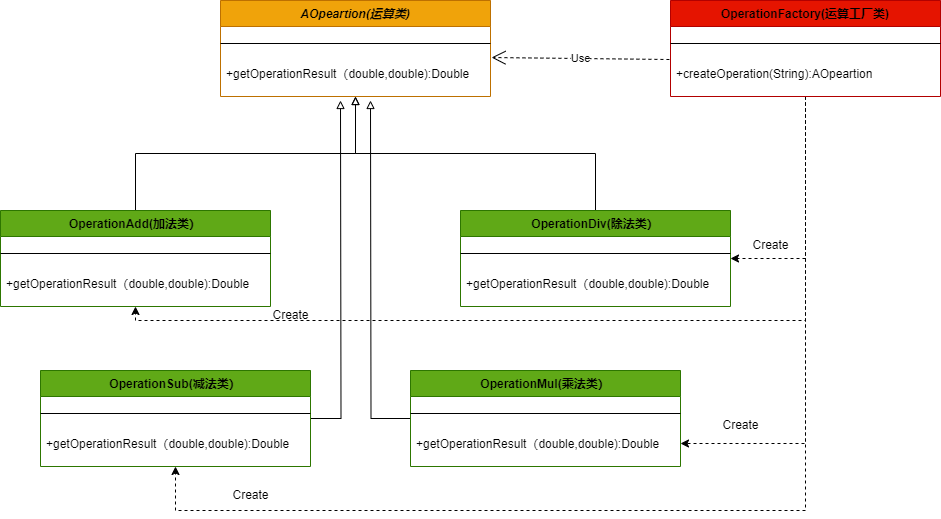 AOpeartion(运算类)
+getOperationResult（double,double):Double
OperationFactory(运算工厂类)
+createOperation(String):AOpeartion
Use
OperationAdd(加法类)
+getOperationResult（double,double):Double
OperationDiv(除法类)
+getOperationResult（double,double):Double
Create
Create
OperationSub(减法类)
+getOperationResult（double,double):Double
OperationMul(乘法类)
+getOperationResult（double,double):Double
Create
Create